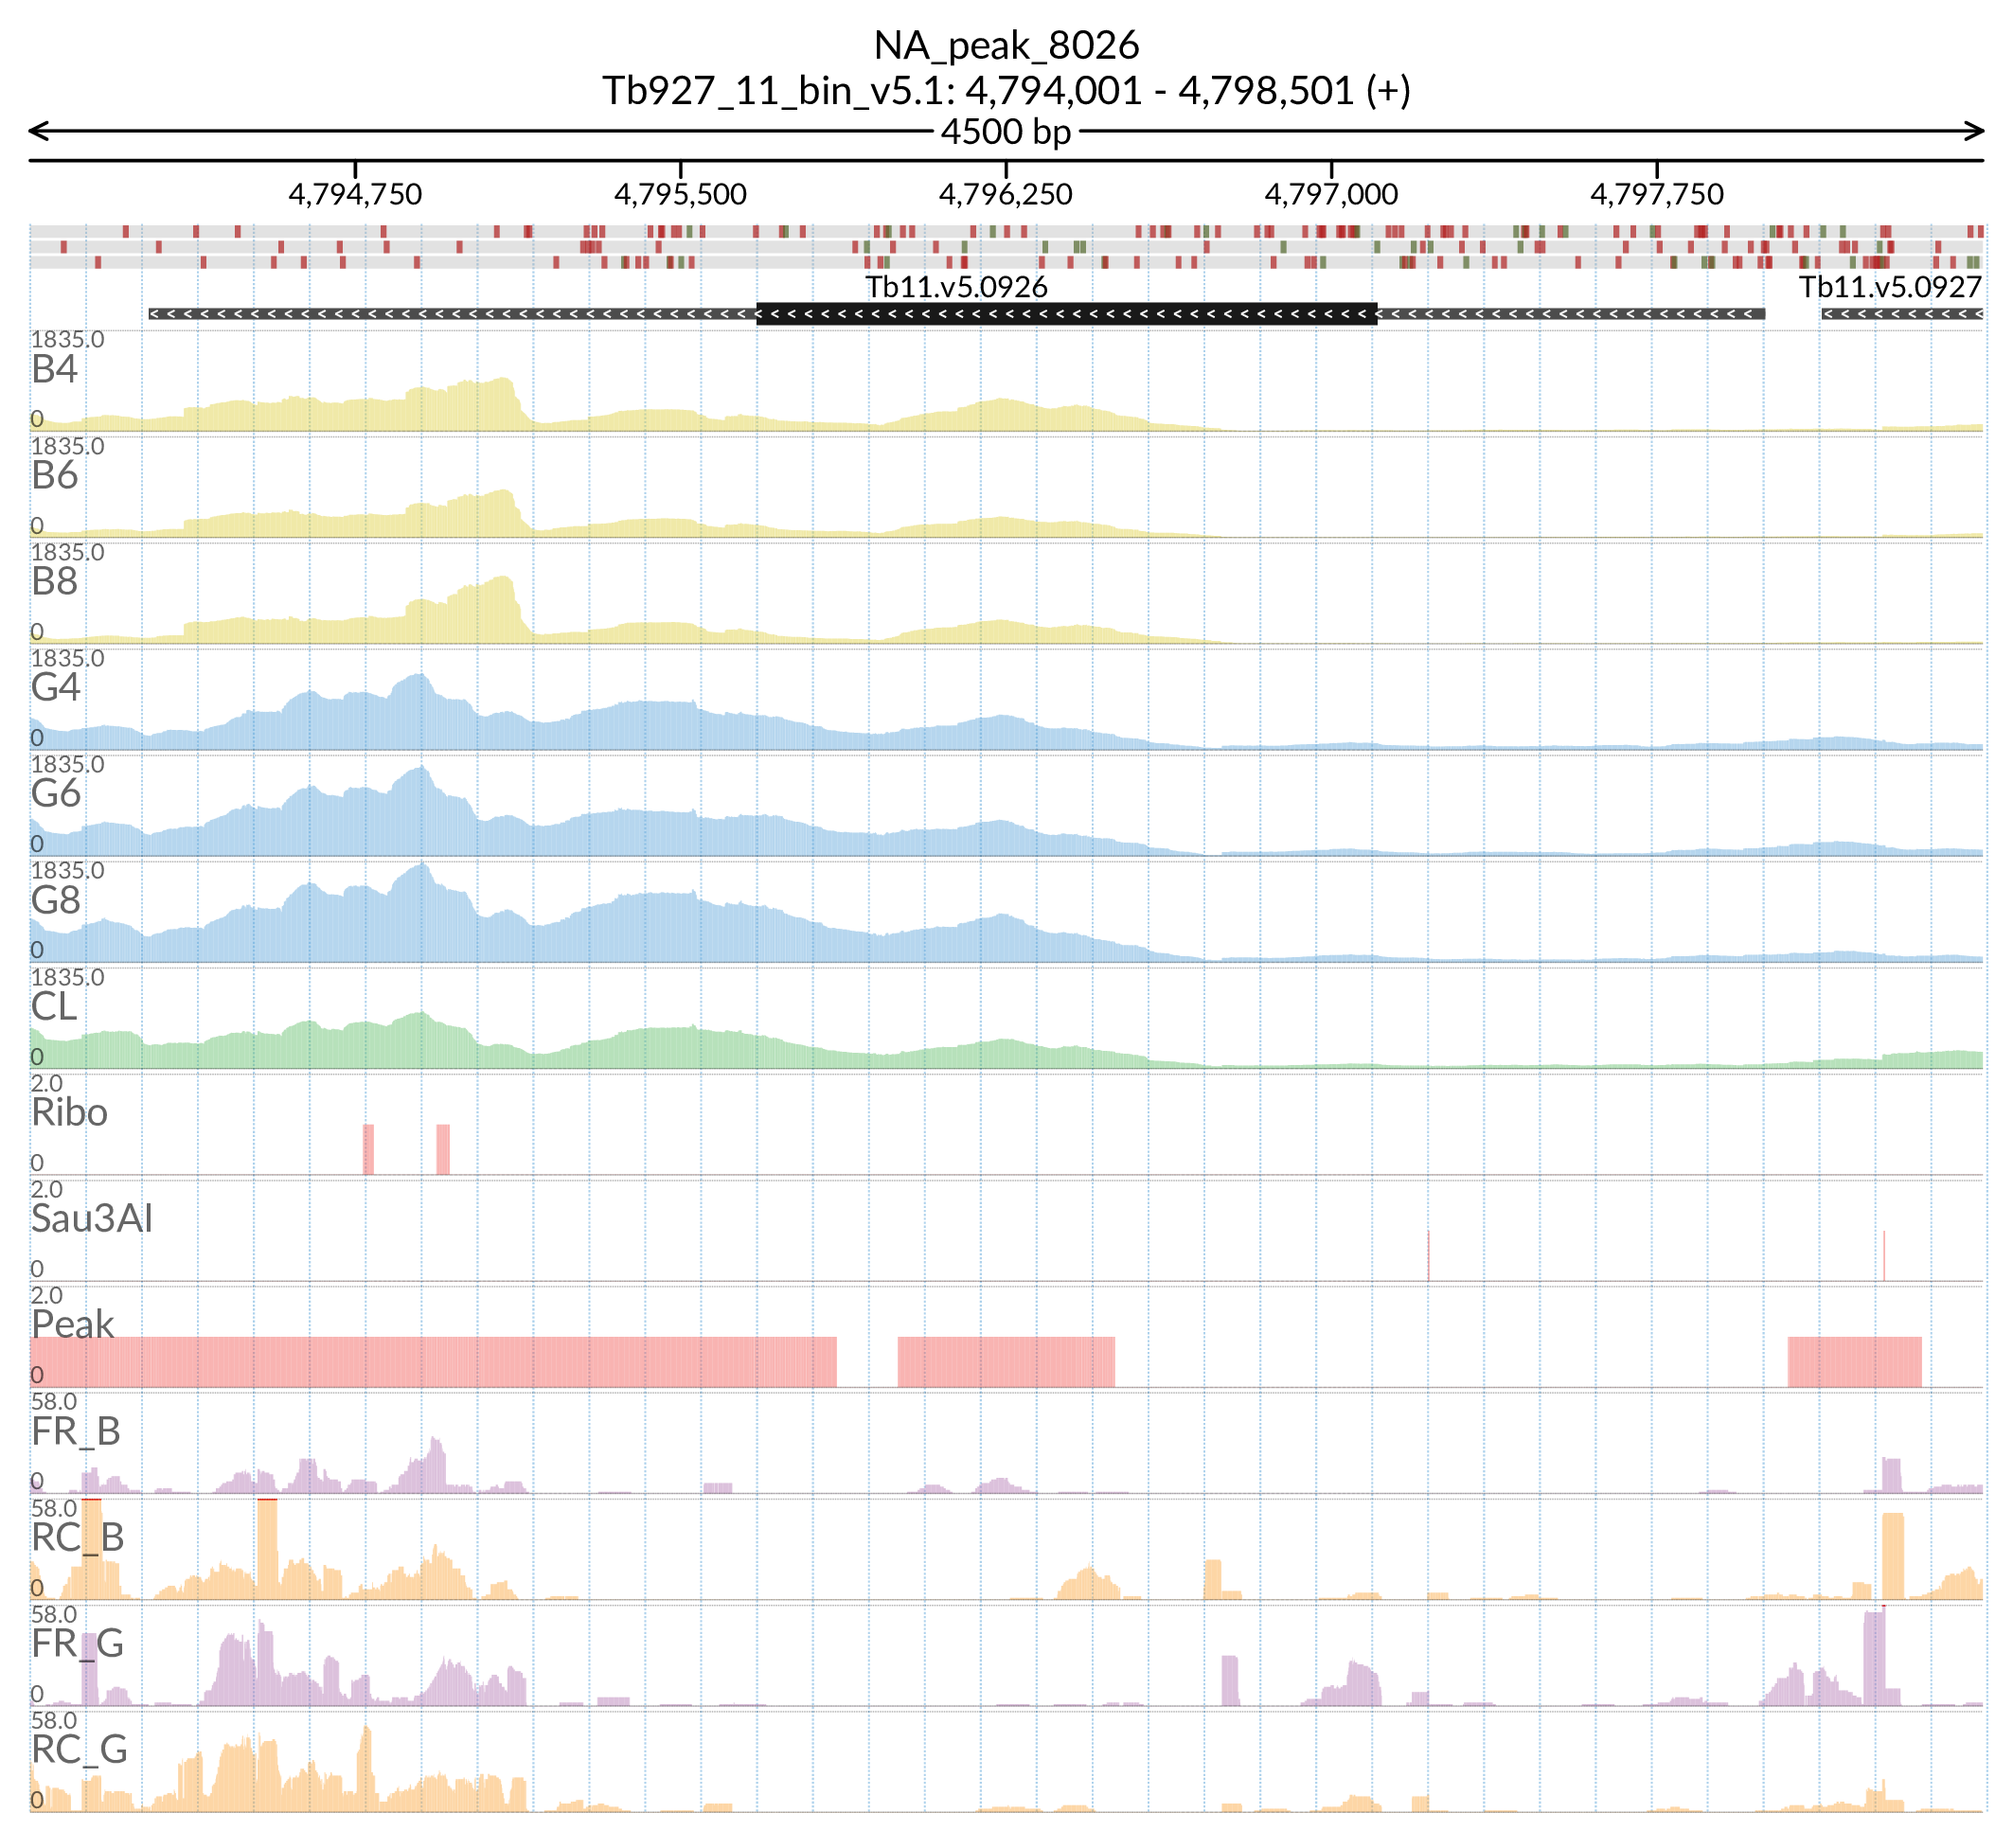 NA_peak_8026
Tb927_11_bin_v5.1: 4,794,001 - 4,798,501 (+)
4500 bp
4,794,750 4,795,500 4,796,250 4,797,000 4,797,750
Tb11.v5.0926 Tb11.v5.0927
1835.0
B4
0
1835.0
B6
0
1835.0
B8
0
1835.0
G4
0
1835.0
G6
0
1835.0
G8
0
1835.0
CL
0
2.0
Ribo
0
2.0
Sau3AI
0
2.0
Peak
0
58.0
FR_B
0
58.0
RC_B
0
58.0
FR_G
0
58.0
RC_G
0